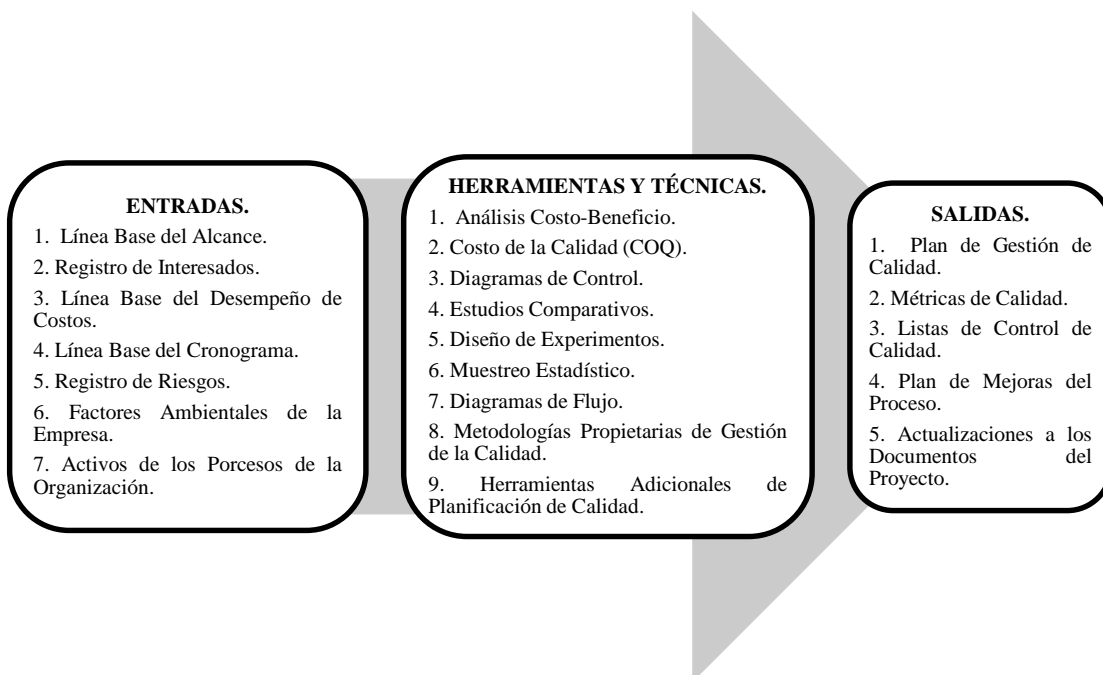 ENTRADAS.
1. Línea Base del Alcance.
2. Registro de Interesados.
3. Línea Base del Desempeño de
Costos.
4. Línea Base del Cronograma.
5. Registro de Riesgos.
6. Factores Ambientales de la
Empresa.
7. Activos de los Porcesos de la
Organización.
HERRAMIENTAS Y TÉCNICAS.
1. Análisis Costo-Beneficio.
2. Costo de la Calidad (COQ).
3. Diagramas de Control.
4. Estudios Comparativos.
5. Diseño de Experimentos.
6. Muestreo Estadístico.
7. Diagramas de Flujo.
8. Metodologías Propietarias de Gestión
de la Calidad.
9. Herramientas Adicionales de
Planificación de Calidad.
SALIDAS.
1. Plan de Gestión de
Calidad.
2. Métricas de Calidad.
3. Listas de Control de
Calidad.
4. Plan de Mejoras del
Proceso.
5. Actualizaciones a los
Documentos del
Proyecto.